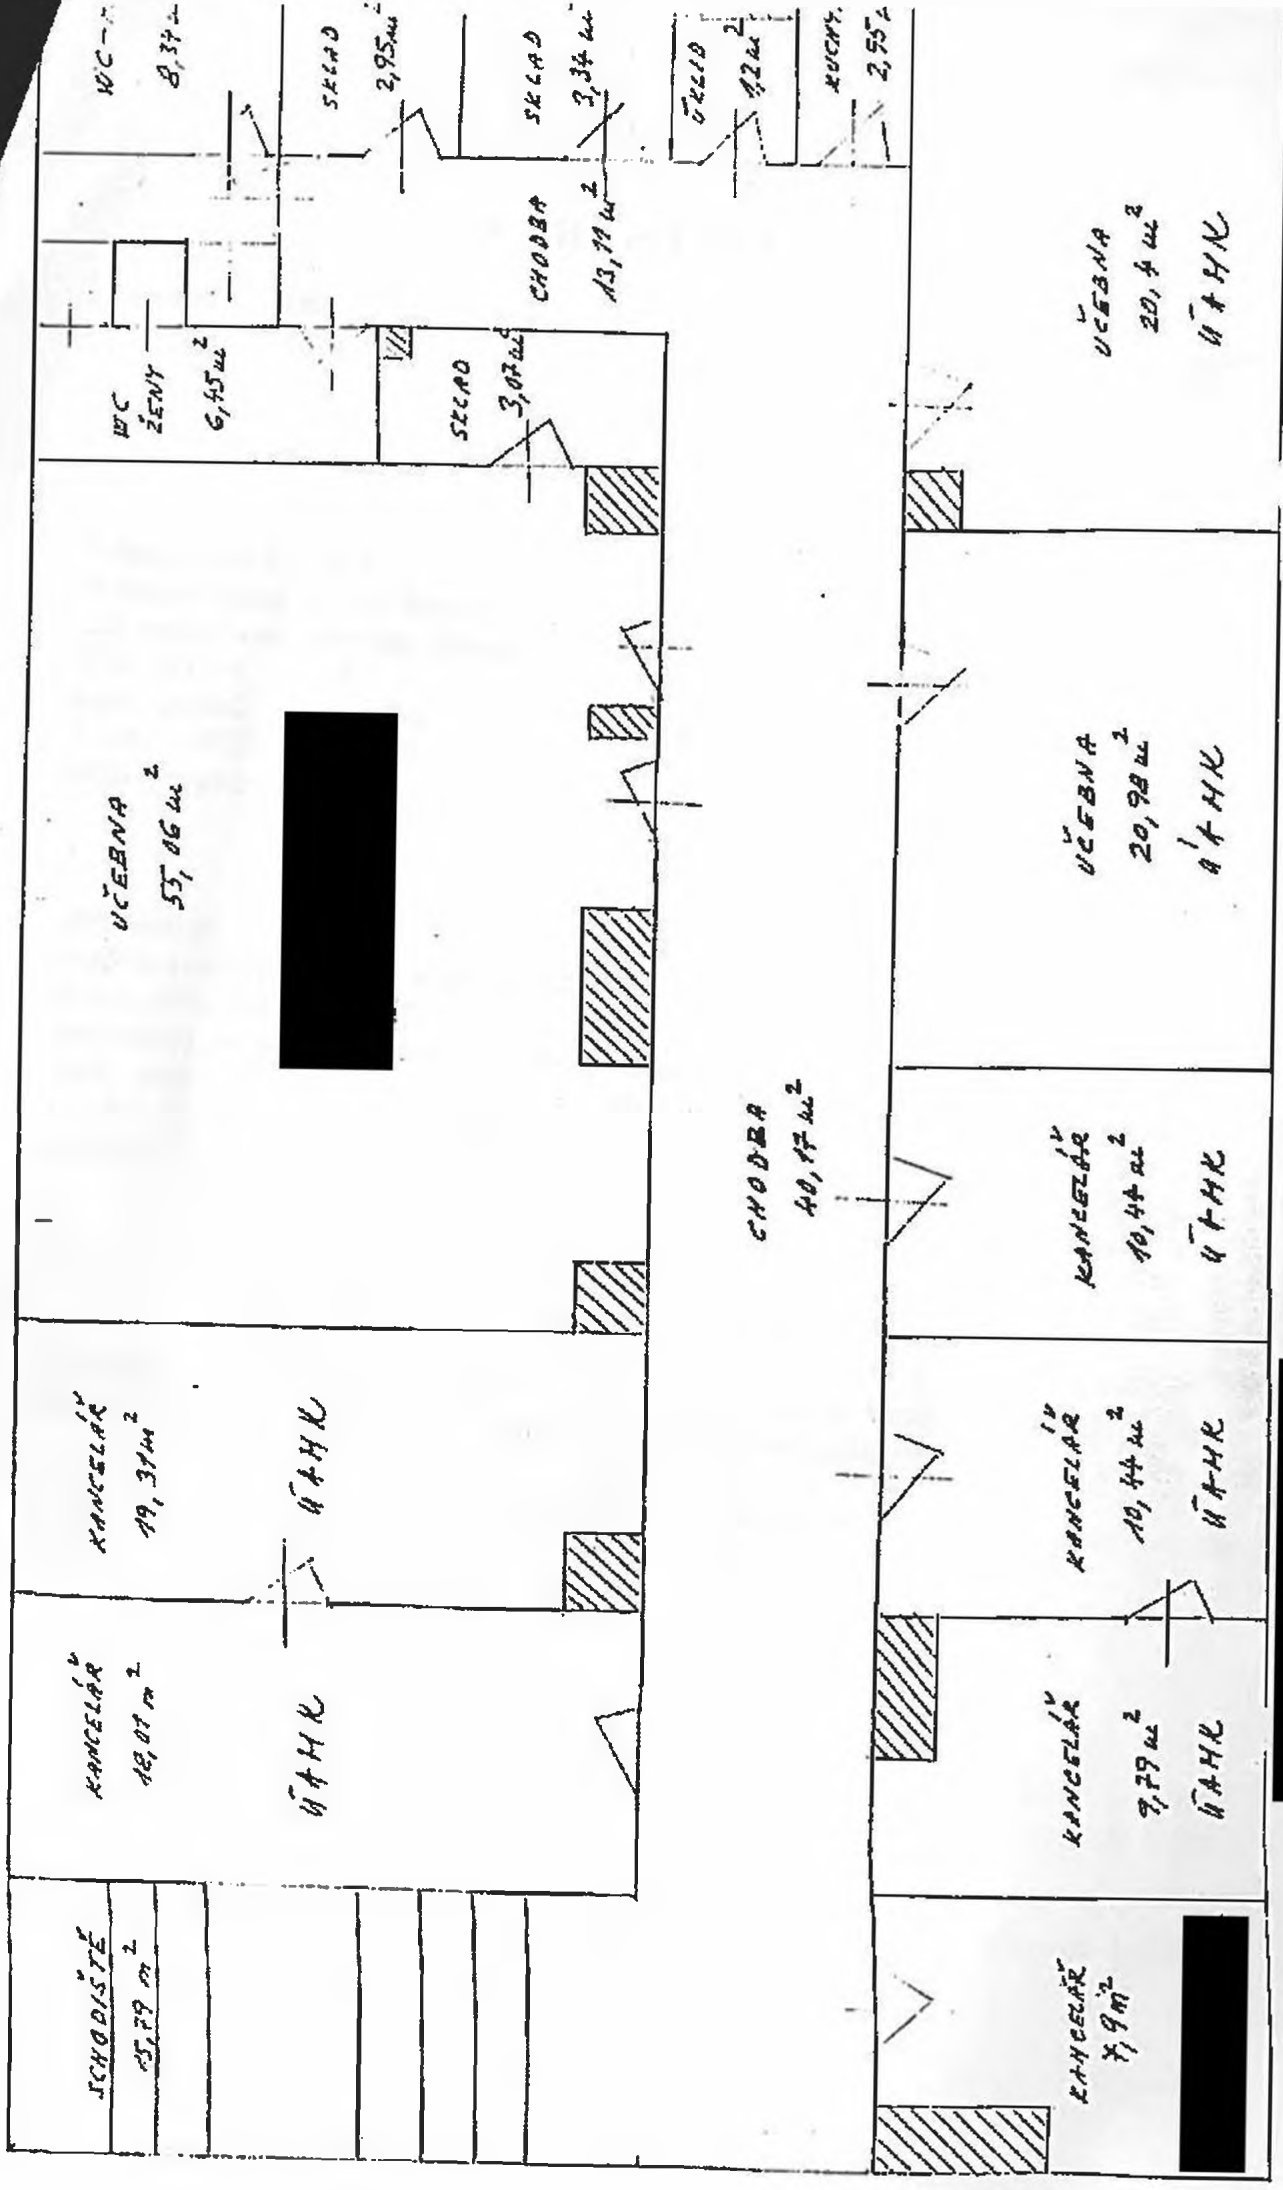 SCHODIŠTĚ
15,79 m²
KANCELÁŘ
18,01 m²
ÚAHK
KANCELÁŘ
19,31 m²
ÚAHK
UČEBNA
55,06 m²
WC
ŽENY
6,45 m²
SKLAD
3,07 m²
8,34
SKLAD
2,95 m²
SKLAD
3,34 m²
ÚKLID
1,2 m²
KUCHY.
2,55
CHODBA
13,11 m²
CHODBA
40,17 m²
KANCELÁŘ
7,9 m²
KANCELÁŘ
9,79 m²
ÚAHK
KANCELÁŘ
10,44 m²
ÚAHK
KANCELÁŘ
10,44 m²
ÚAHK
UČEBNA
20,98 m²
ÚAHK
UČEBNA
20,4 m²
ÚAHK